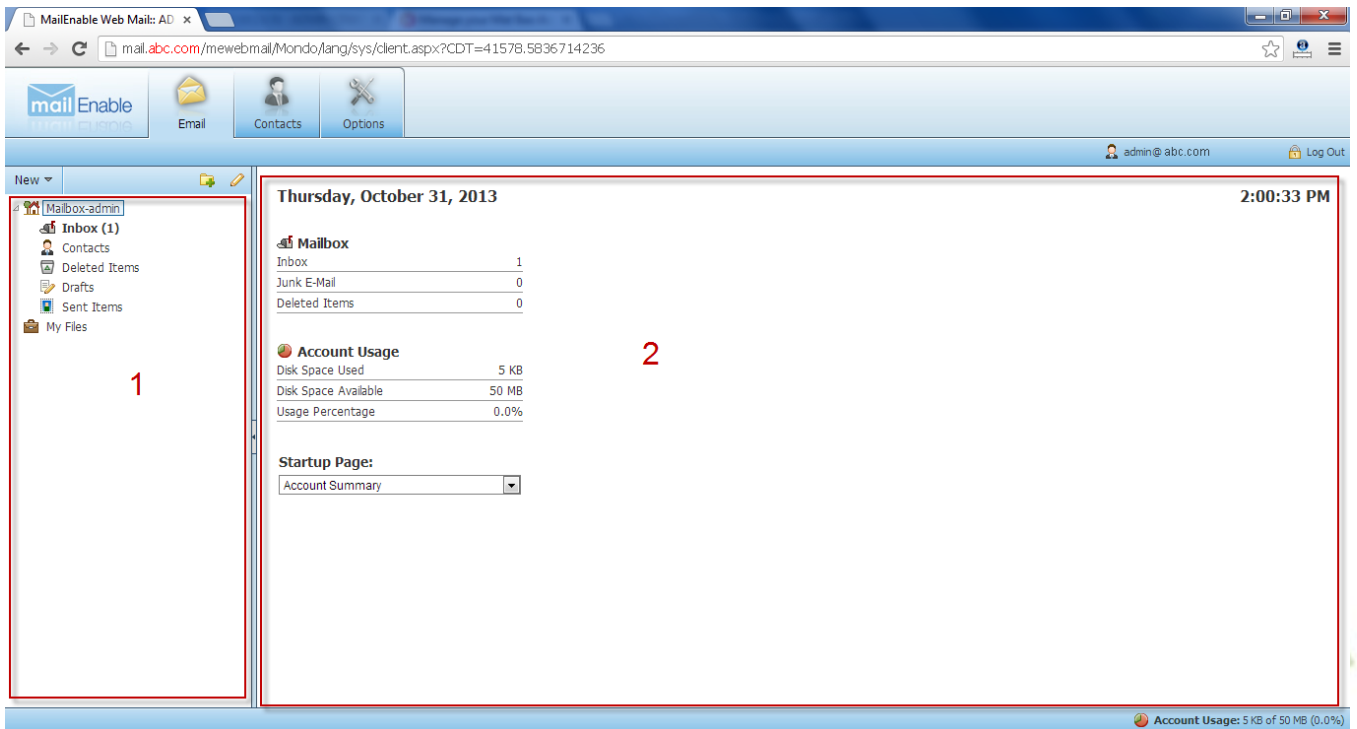 MailEnable Web Mail:: AD
mail.abc.com/mewebmail/Mondo/lang/sys/client.aspx?CDT=41578.5836714236
mail Enable
Email
Contacts
Options
admin@abc.com
Log Out
New
Thursday, October 31, 2013
2:00:33 PM
Mailbox-admin
Inbox (1)
Contacts
Deleted Items
Drafts
Sent Items
My Files
1
Mailbox
Inbox 1
Junk E-Mail 0
Deleted Items 0
Account Usage
Disk Space Used 5 KB
Disk Space Available 50 MB
Usage Percentage 0.0%
2
Startup Page:
Account Summary
Account Usage: 5 KB of 50 MB (0.0%)